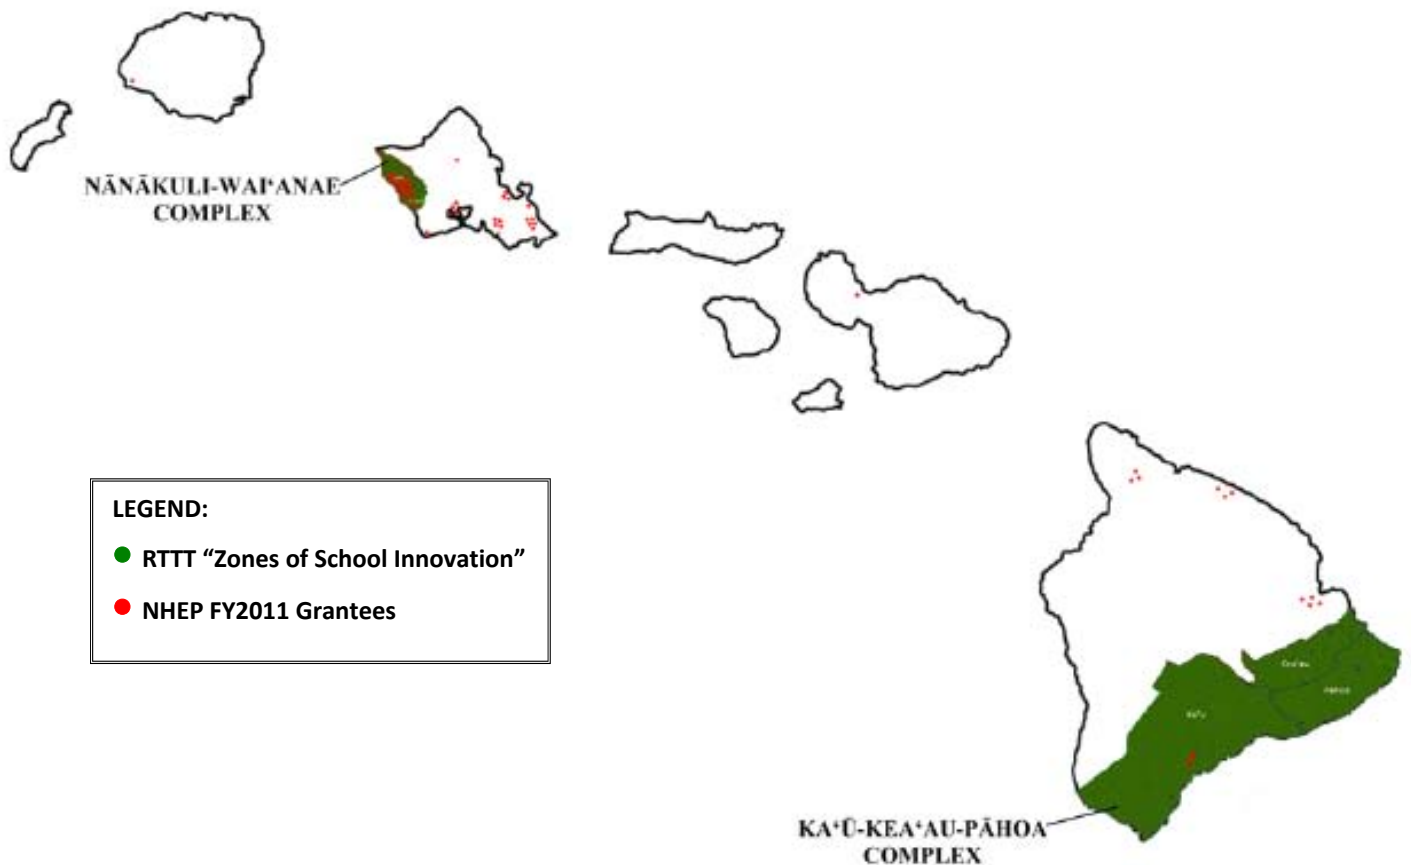 NĀNĀKULI-WAIʻANAE
COMPLEX
LEGEND:
RTTT “Zones of School Innovation”
NHEP FY2011 Grantees
KAʻŪ-KEAʻAU-PĀHOA
COMPLEX